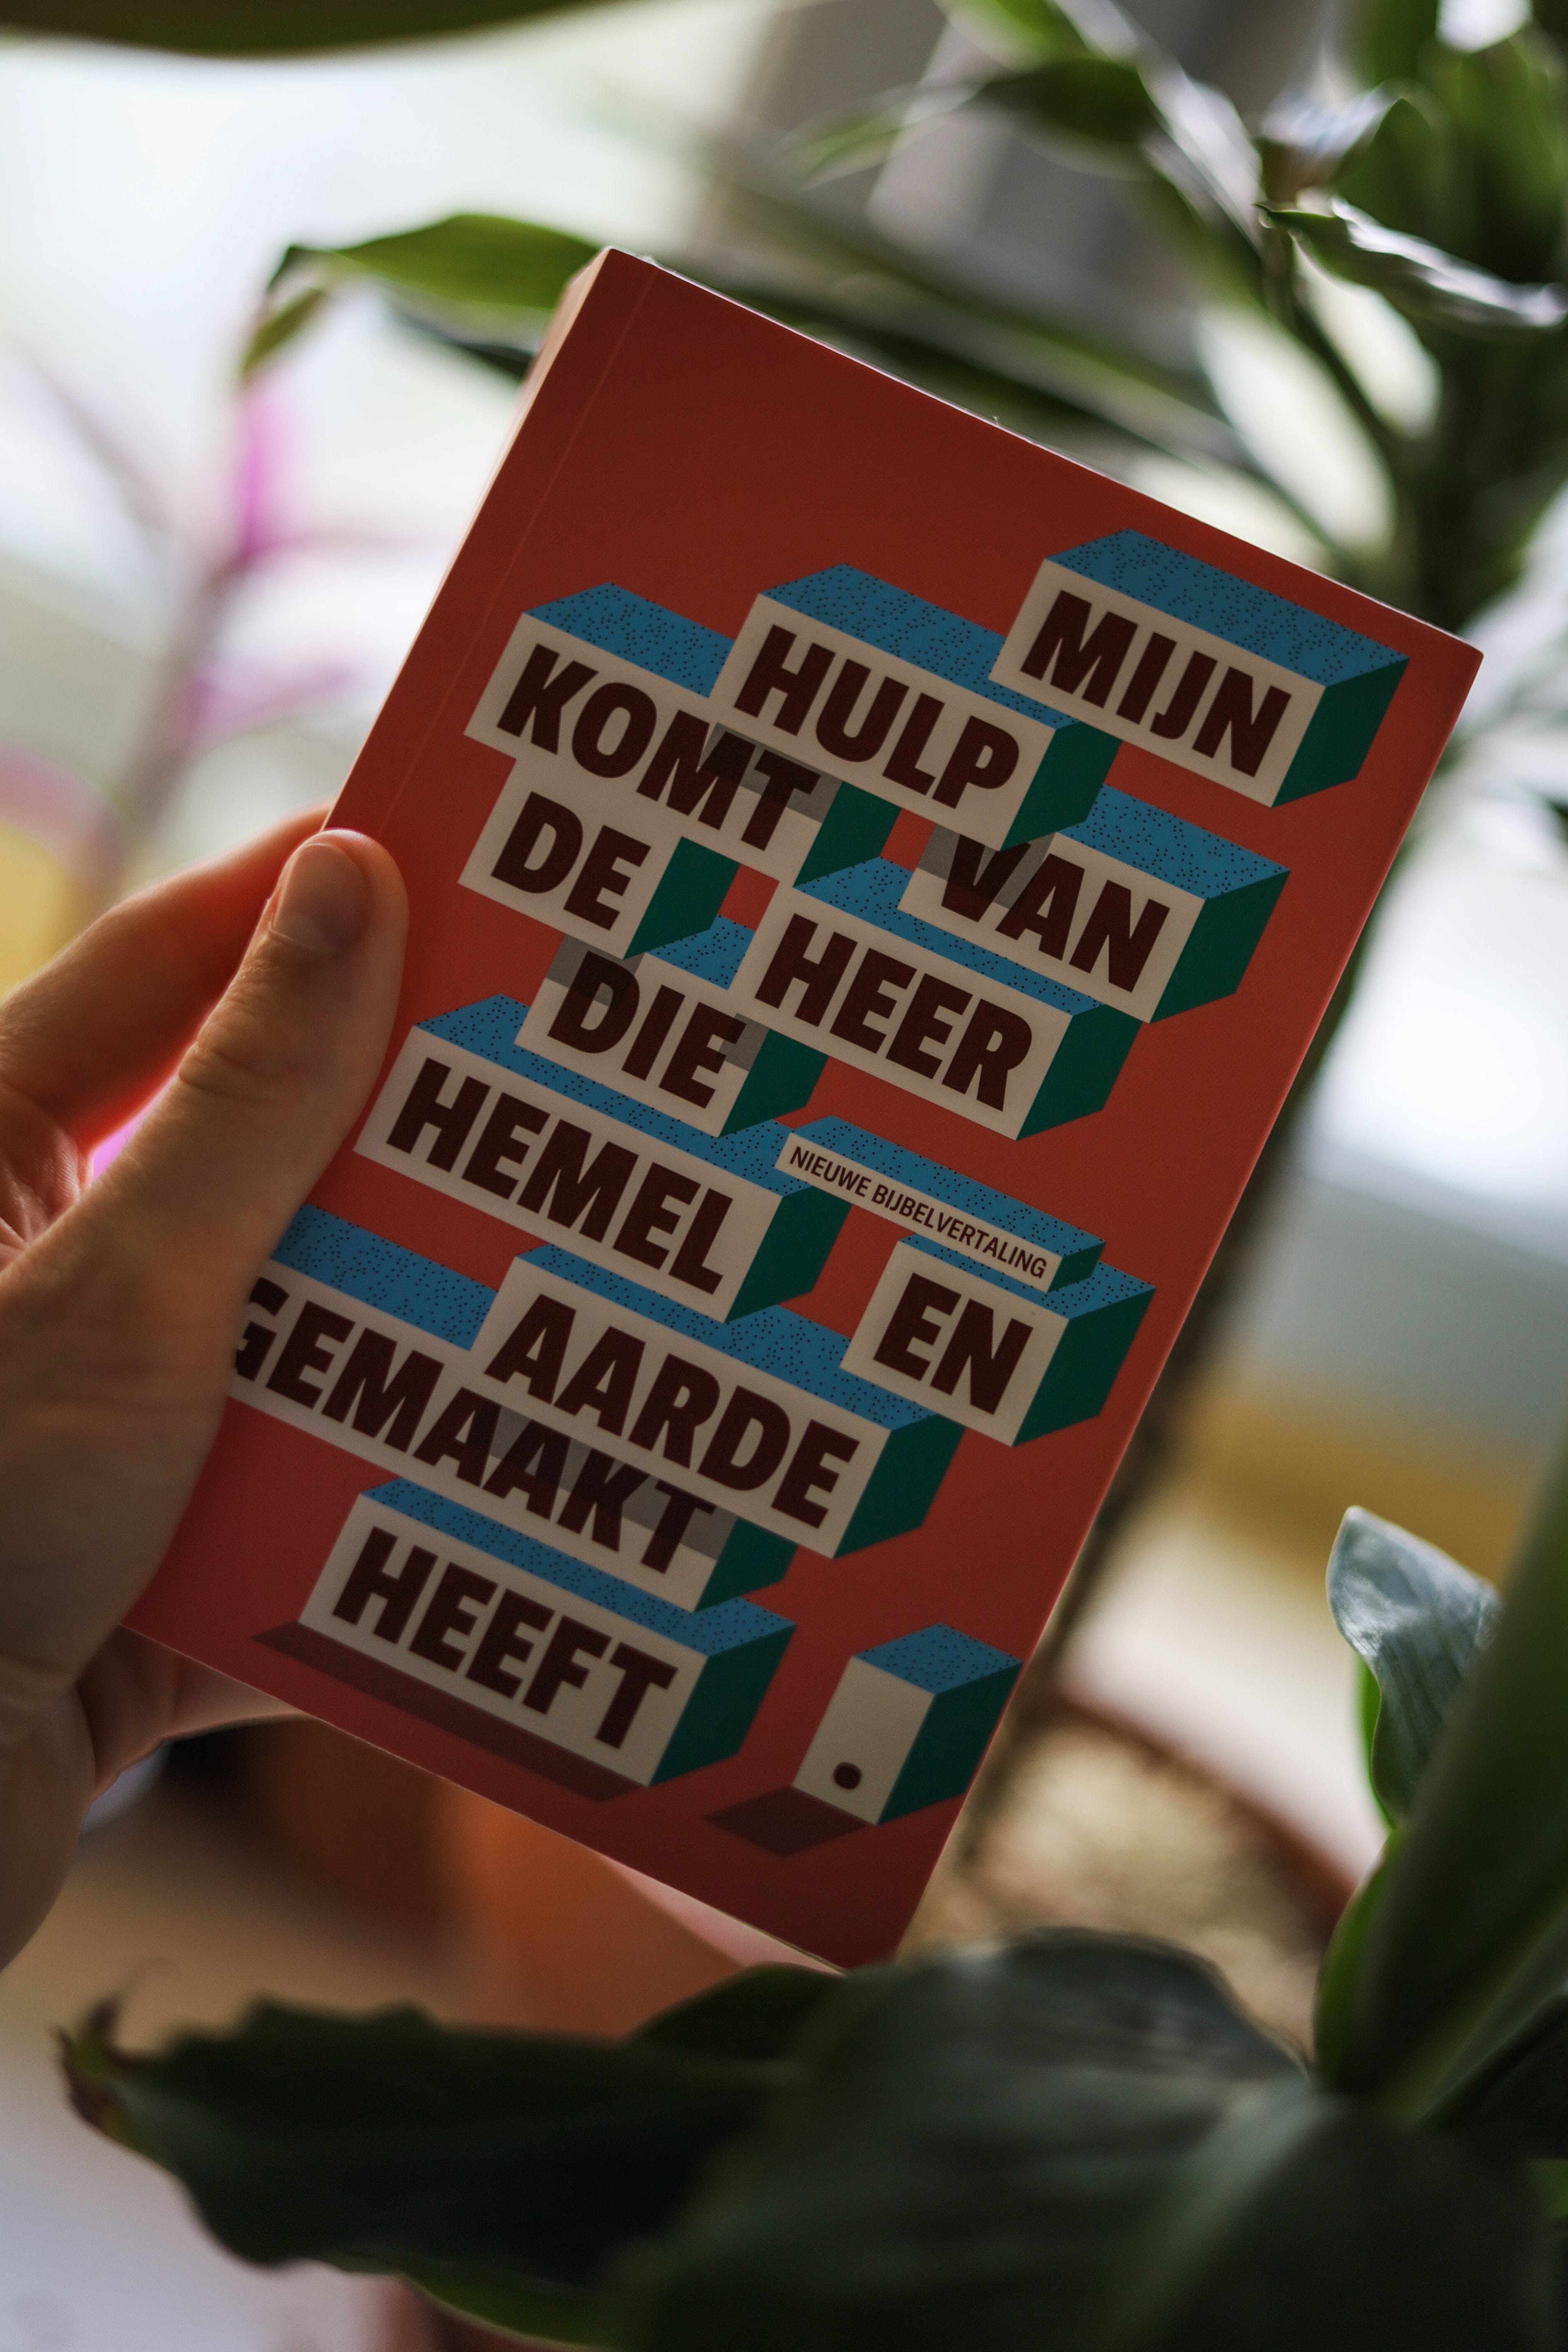 MIJN
HULP
KOMT VAN
DE HEER
DIE
HEMEL EN
NIEUWE BIJBELVERTALING
AARDE
GEMAAKT
HEEFT.